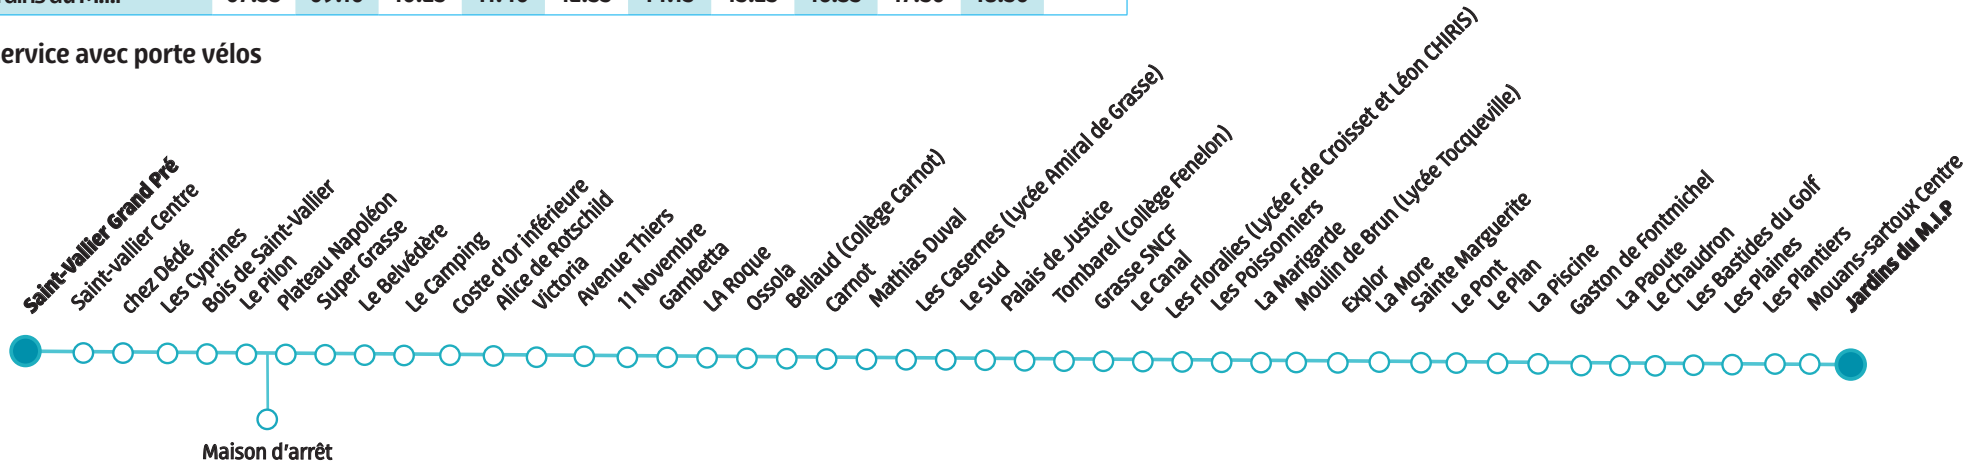 ervice avec porte vélos
Saint-Vallier Grand Pré
Saint-vallier Centre
chez Dédé
Les Cyprines
Bois de Saint-Vallier
Le Pilon
Plateau Napoléon
Super Grasse
Le Belvédère
Le Camping
Coste d'Or inférieure
Alice de Rotschild
Victoria
Avenue Thiers
11 Novembre
Gambetta
LA Roque
Ossola
Bellaud (Collège Carnot)
Carnot
Mathias Duval
Les Casernes (Lycée Amiral de Grasse)
Le Sud
Palais de Justice
Tombarel (Collège Fenelon)
Grasse SNCF
Le Canal
Les Floralies (Lycée F.de Croisset et Léon CHIRIS)
Les Poissonniers
La Marigarde
Moulin de Brun (Lycée Tocqueville)
Explor
La More
Sainte Marguerite
Le Pont
Le Plan
La Piscine
Gaston de Fontmichel
La Paoute
Le Chaudron
Les Bastides du Golf
Les Plaines
Les Plantiers
Mouans-Sartoux Centre
Jardins du M.I.P
Maison d'arrêt